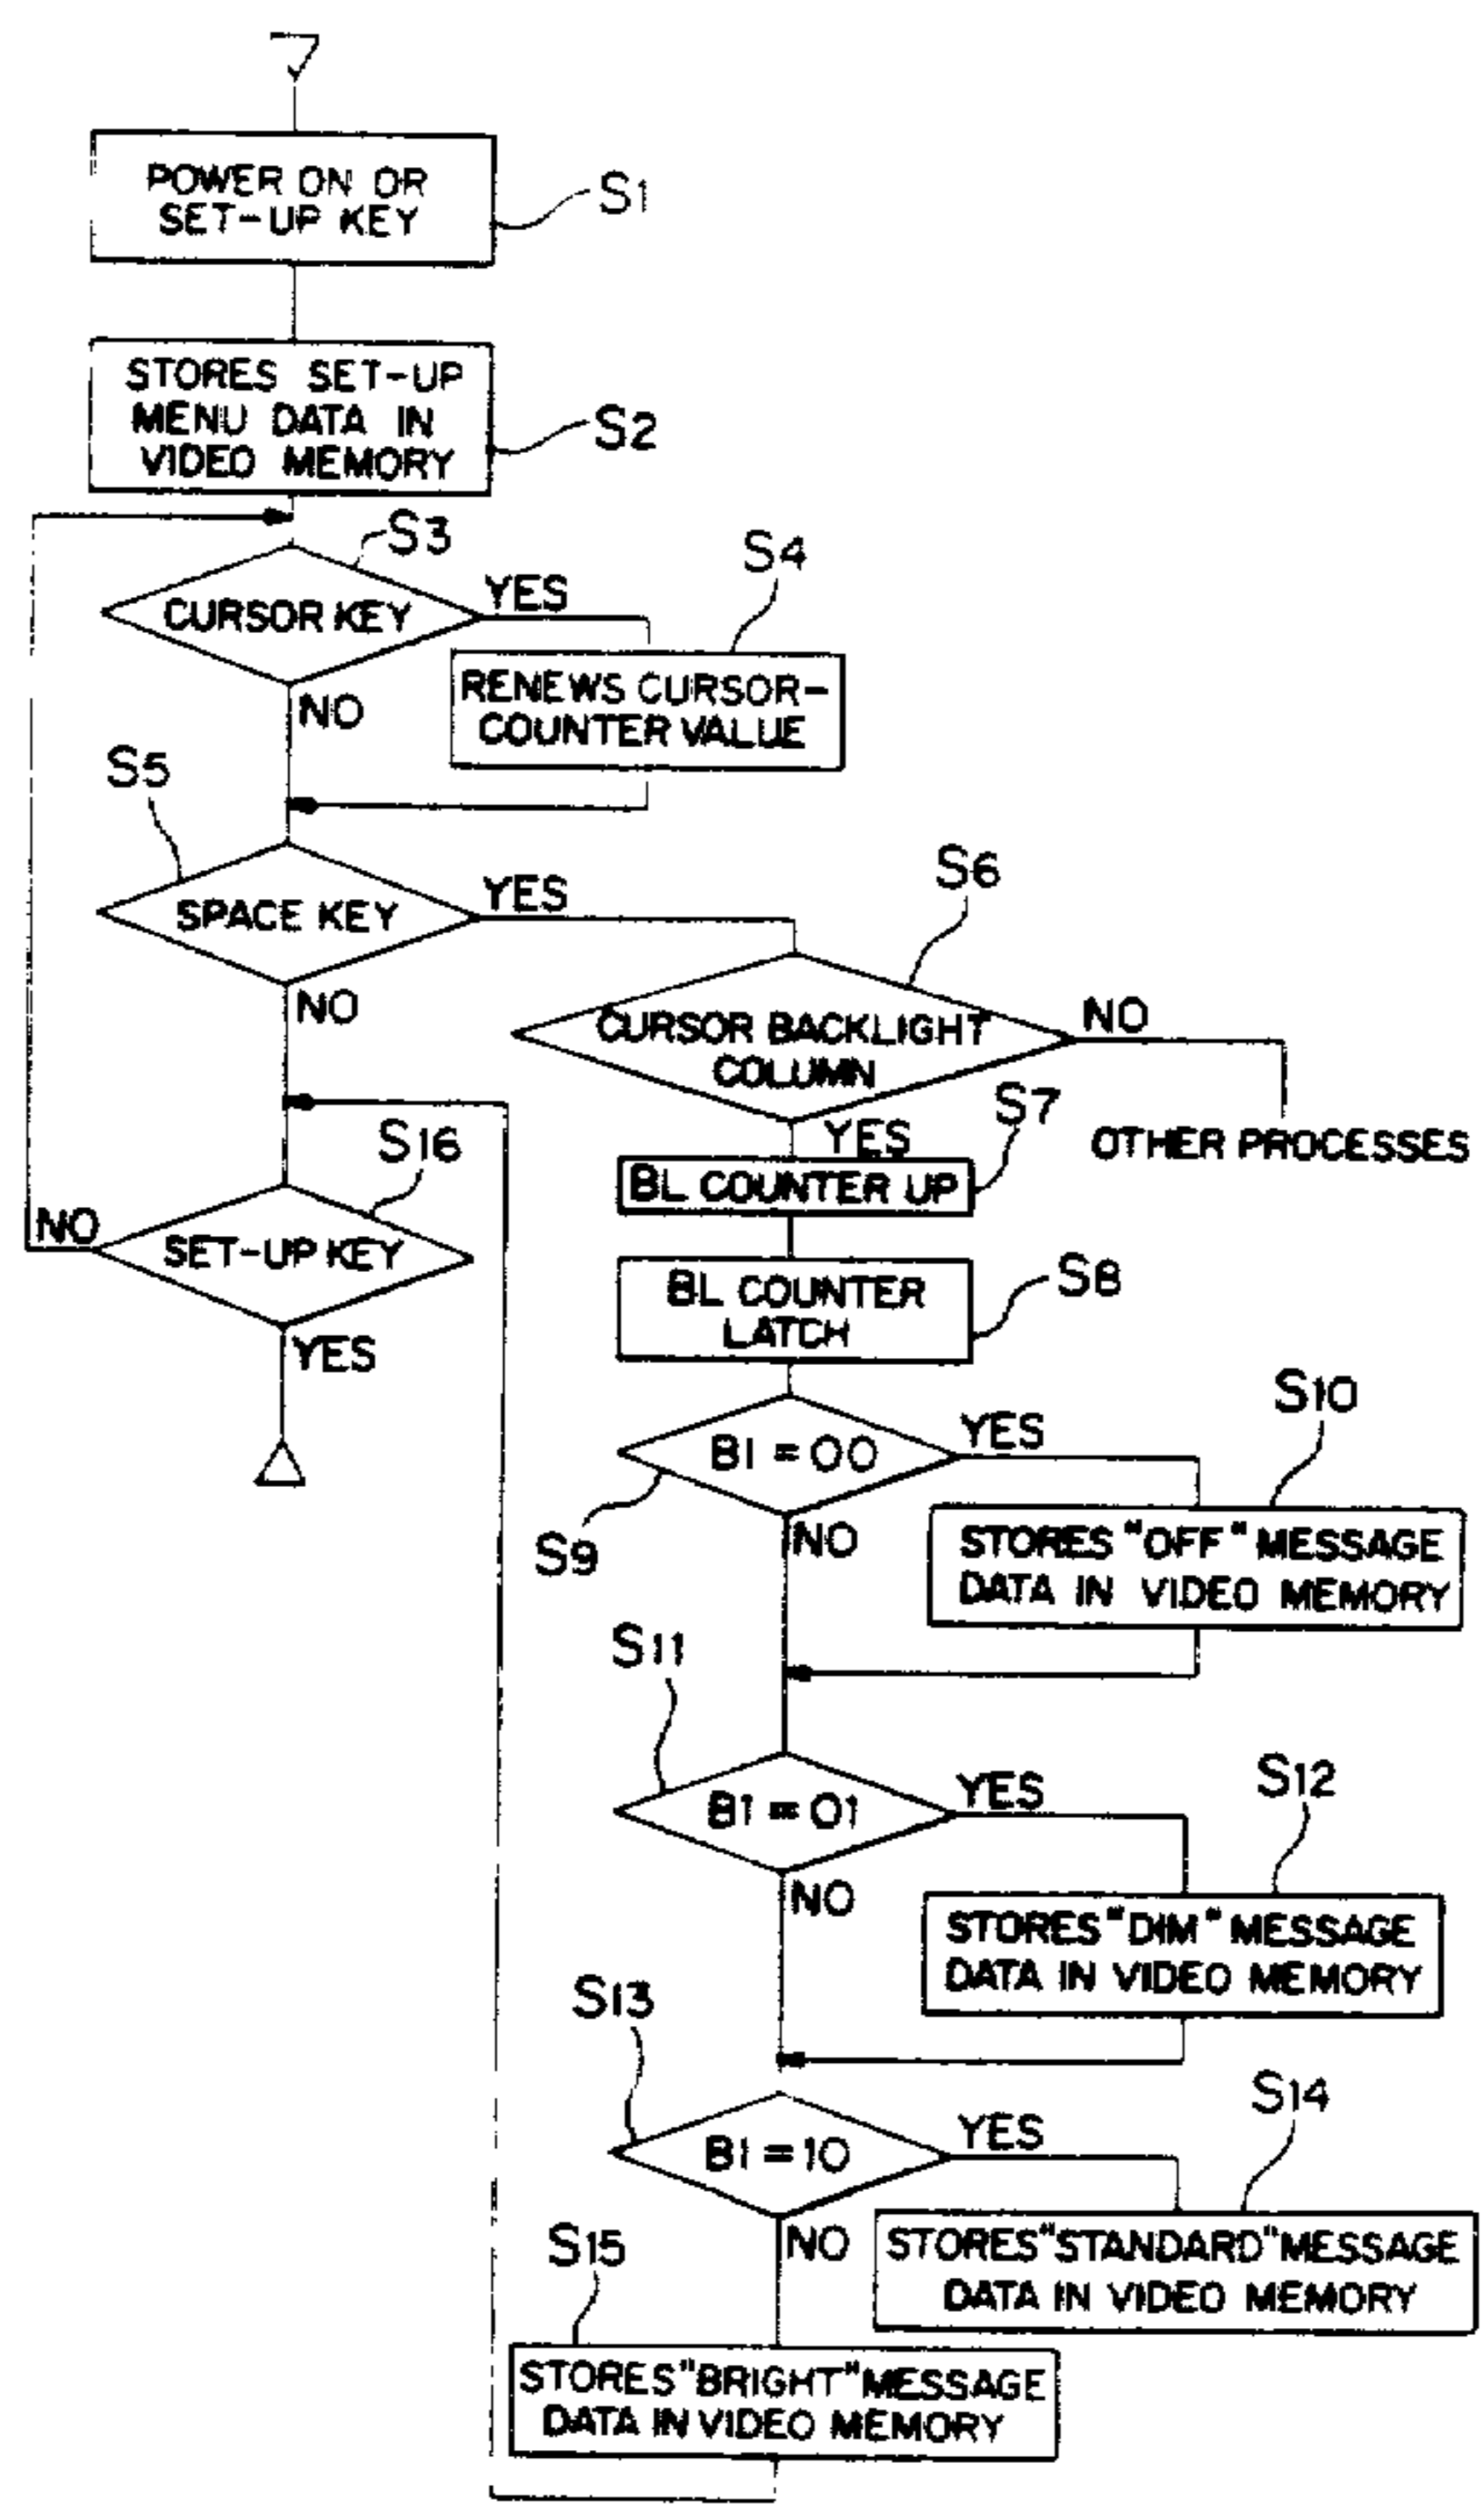 POWER ON OR
SET-UP KEY
S1
STORES SET-UP
MENU DATA IN
VIDEO MEMORY
S2
S3
CURSOR KEY
YES
NO
S4
RENEWS CURSOR-
COUNTER VALUE
S5
SPACE KEY
YES
NO
S6
CURSOR BACKLIGHT
COLUMN
NO
OTHER PROCESSES
YES
S7
BL COUNTER UP
S16
SET-UP KEY
NO
YES
BL COUNTER
LATCH
S8
B1 = 00
YES
NO
S9
S10
STORES "OFF" MESSAGE
DATA IN VIDEO MEMORY
S11
B1 = 01
YES
NO
S12
STORES "DIM" MESSAGE
DATA IN VIDEO MEMORY
S13
B1 = 10
YES
NO
S14
STORES "STANDARD" MESSAGE
DATA IN VIDEO MEMORY
S15
STORES "BRIGHT" MESSAGE
DATA IN VIDEO MEMORY